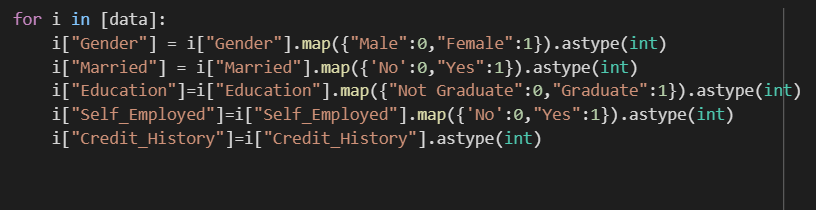 for i in [data]:
    i["Gender"] = i["Gender"].map({"Male":0,"Female":1}).astype(int)
    i["Married"] = i["Married"].map({'No':0,"Yes":1}).astype(int)
    i["Education"]=i["Education"].map({"Not Graduate":0,"Graduate":1}).astype(int)
    i["Self_Employed"]=i["Self_Employed"].map({'No':0,"Yes":1}).astype(int)
    i["Credit_History"]=i["Credit_History"].astype(int)